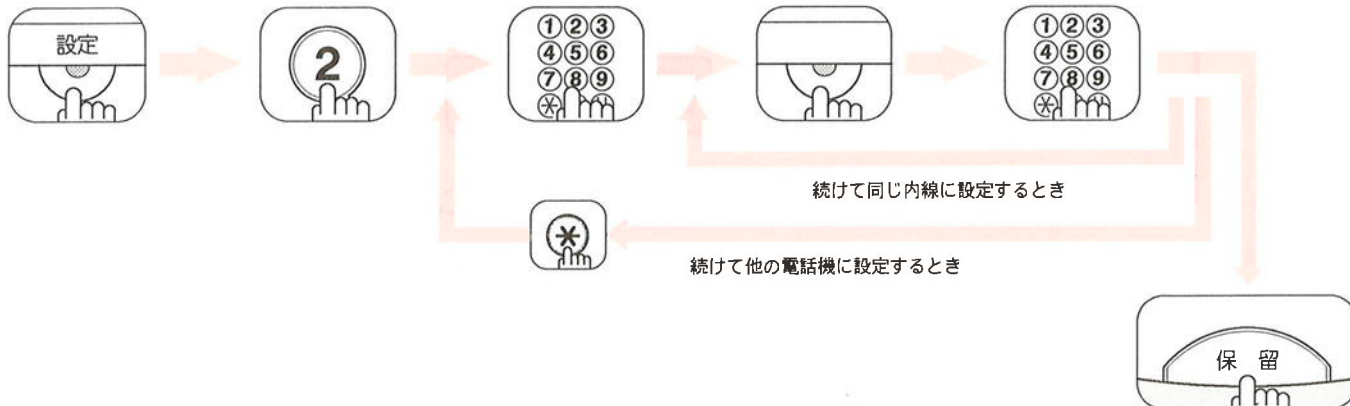 設定
2
①②③
④⑤⑥
⑦⑧⑨
✳
①②③
④⑤⑥
⑦⑧⑨
✳
続けて同じ内線に設定するとき
✳
続けて他の電話機に設定するとき
保 留